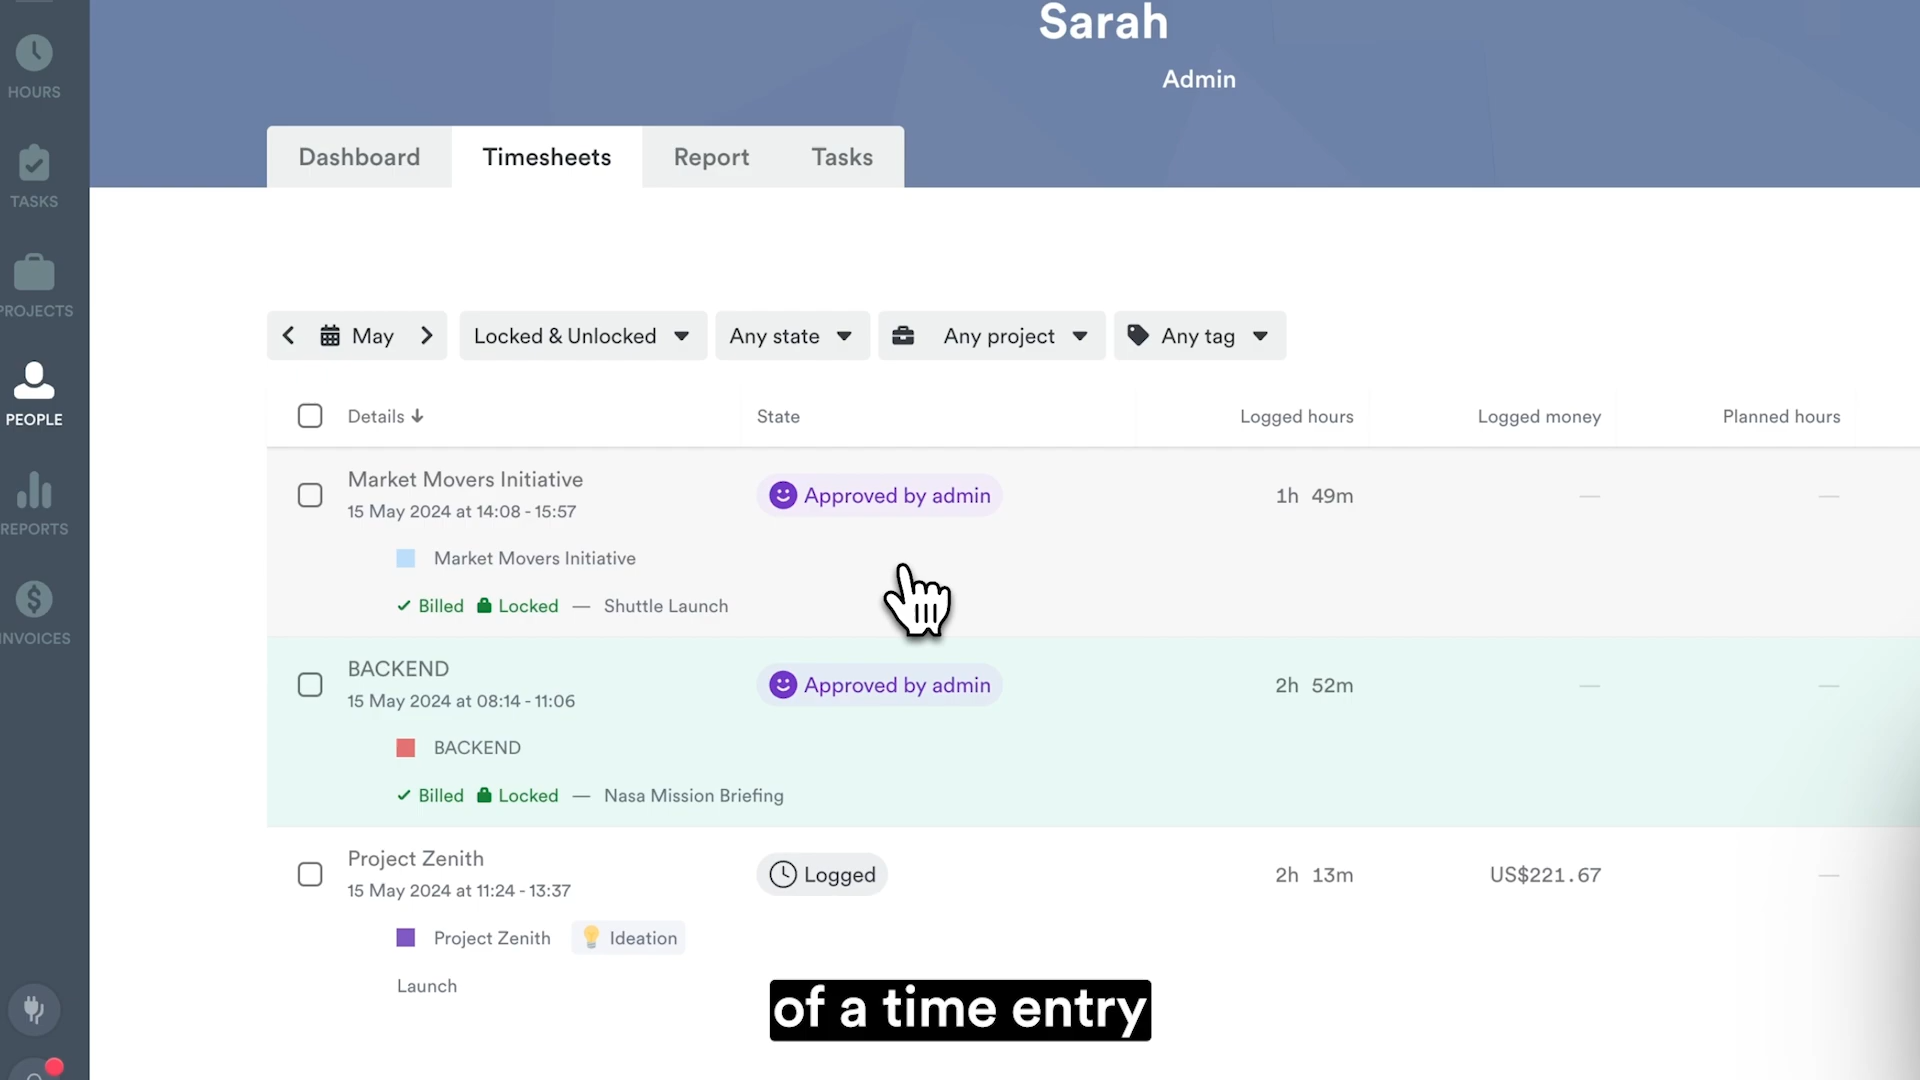 Sarah
Admin
HOURS
TASKS
PROJECTS
PEOPLE
REPORTS
INVOICES
Dashboard
Timesheets
Report
Tasks
May
Locked & Unlocked
Any state
Any project
Any tag
Details
State
Logged hours
Logged money
Planned hours
Market Movers Initiative
Approved by admin
1h 49m
—
—
15 May 2024 at 14:08 - 15:57
Market Movers Initiative
Billed Locked — Shuttle Launch
BACKEND
Approved by admin
2h 52m
—
—
15 May 2024 at 08:14 - 11:06
BACKEND
Billed Locked — Nasa Mission Briefing
Project Zenith
Logged
2h 13m
US$221.67
—
15 May 2024 at 11:24 - 13:37
Project Zenith
Ideation
Launch
of a time entry